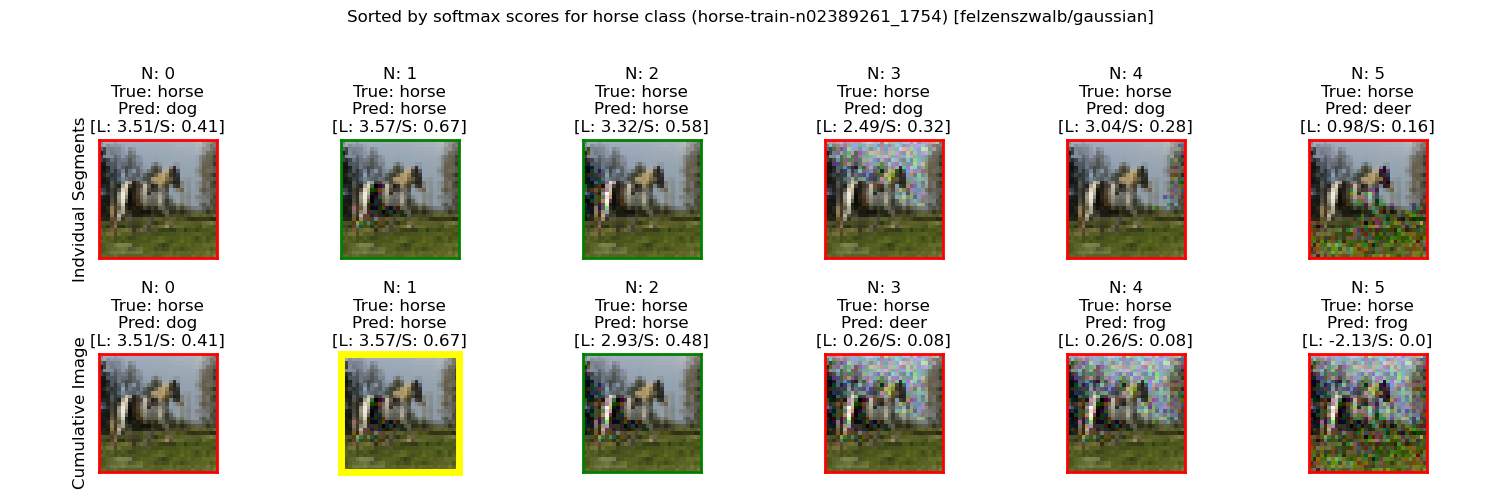 Sorted by softmax scores for horse class (horse-train-n02389261_1754) [felzenszwalb/gaussian]
Indvidual Segments
N: 0
True: horse
Pred: dog
[L: 3.51/S: 0.41]
N: 1
True: horse
Pred: horse
[L: 3.57/S: 0.67]
N: 2
True: horse
Pred: horse
[L: 3.32/S: 0.58]
N: 3
True: horse
Pred: dog
[L: 2.49/S: 0.32]
N: 4
True: horse
Pred: dog
[L: 3.04/S: 0.28]
N: 5
True: horse
Pred: deer
[L: 0.98/S: 0.16]
Cumulative Image
N: 0
True: horse
Pred: dog
[L: 3.51/S: 0.41]
N: 1
True: horse
Pred: horse
[L: 3.57/S: 0.67]
N: 2
True: horse
Pred: horse
[L: 2.93/S: 0.48]
N: 3
True: horse
Pred: deer
[L: 0.26/S: 0.08]
N: 4
True: horse
Pred: frog
[L: 0.26/S: 0.08]
N: 5
True: horse
Pred: frog
[L: -2.13/S: 0.0]